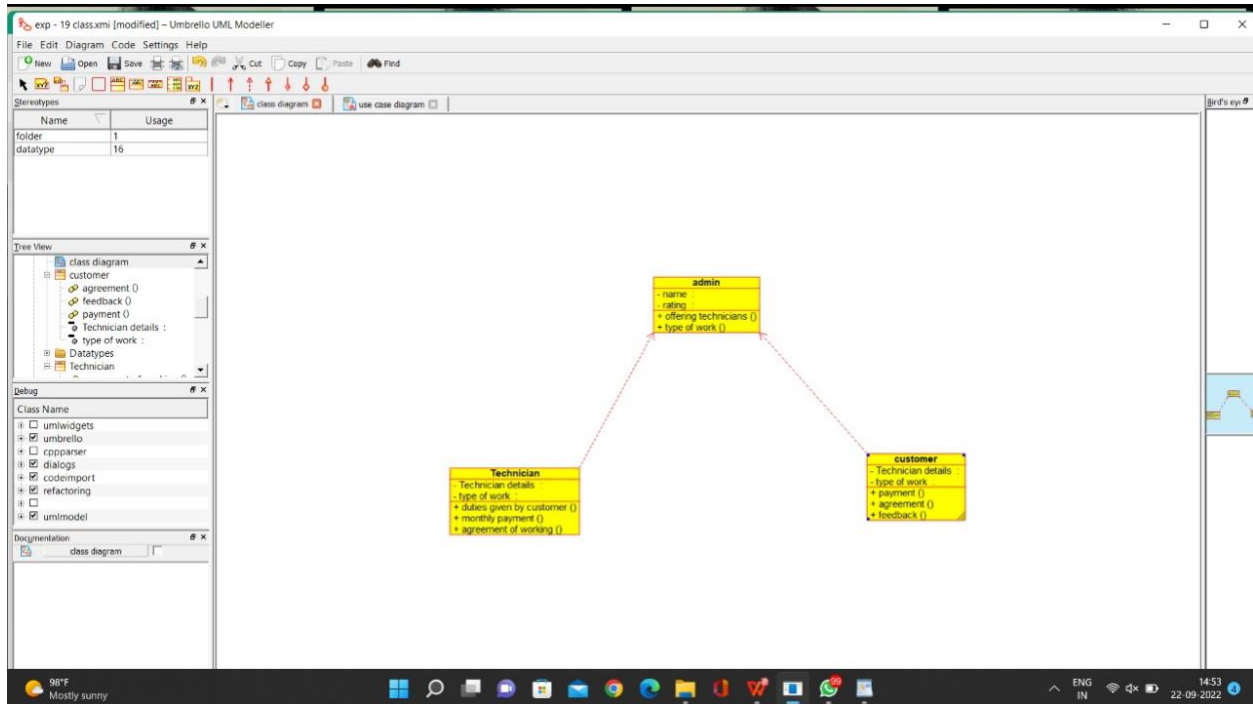 exp - 19 class.xmi [modified] – Umbrello UML Modeller
File Edit Diagram Code Settings Help
New Open Save Cut Copy Paste Find
Stereotypes
class diagram use case diagram
Bird's ey
Name Usage
folder 1
datatype 16
Tree View
class diagram
customer
agreement ()
feedback ()
payment ()
Technician details :
type of work :
Datatypes
Technician
Debug
Class Name
umlwidgets
umbrello
cppparser
dialogs
codeimport
refactoring
umlmodel
Documentation
class diagram
admin
- name :
- rating :
+ offering technicians ()
+ type of work ()
Technician
- Technician details :
- type of work :
+ duties given by customer ()
+ monthly payment ()
+ agreement of working ()
customer
- Technician details :
- type of work :
+ payment ()
+ agreement ()
+ feedback ()
98°F
Mostly sunny
99
ENG
IN
14:53
22-09-2022
4